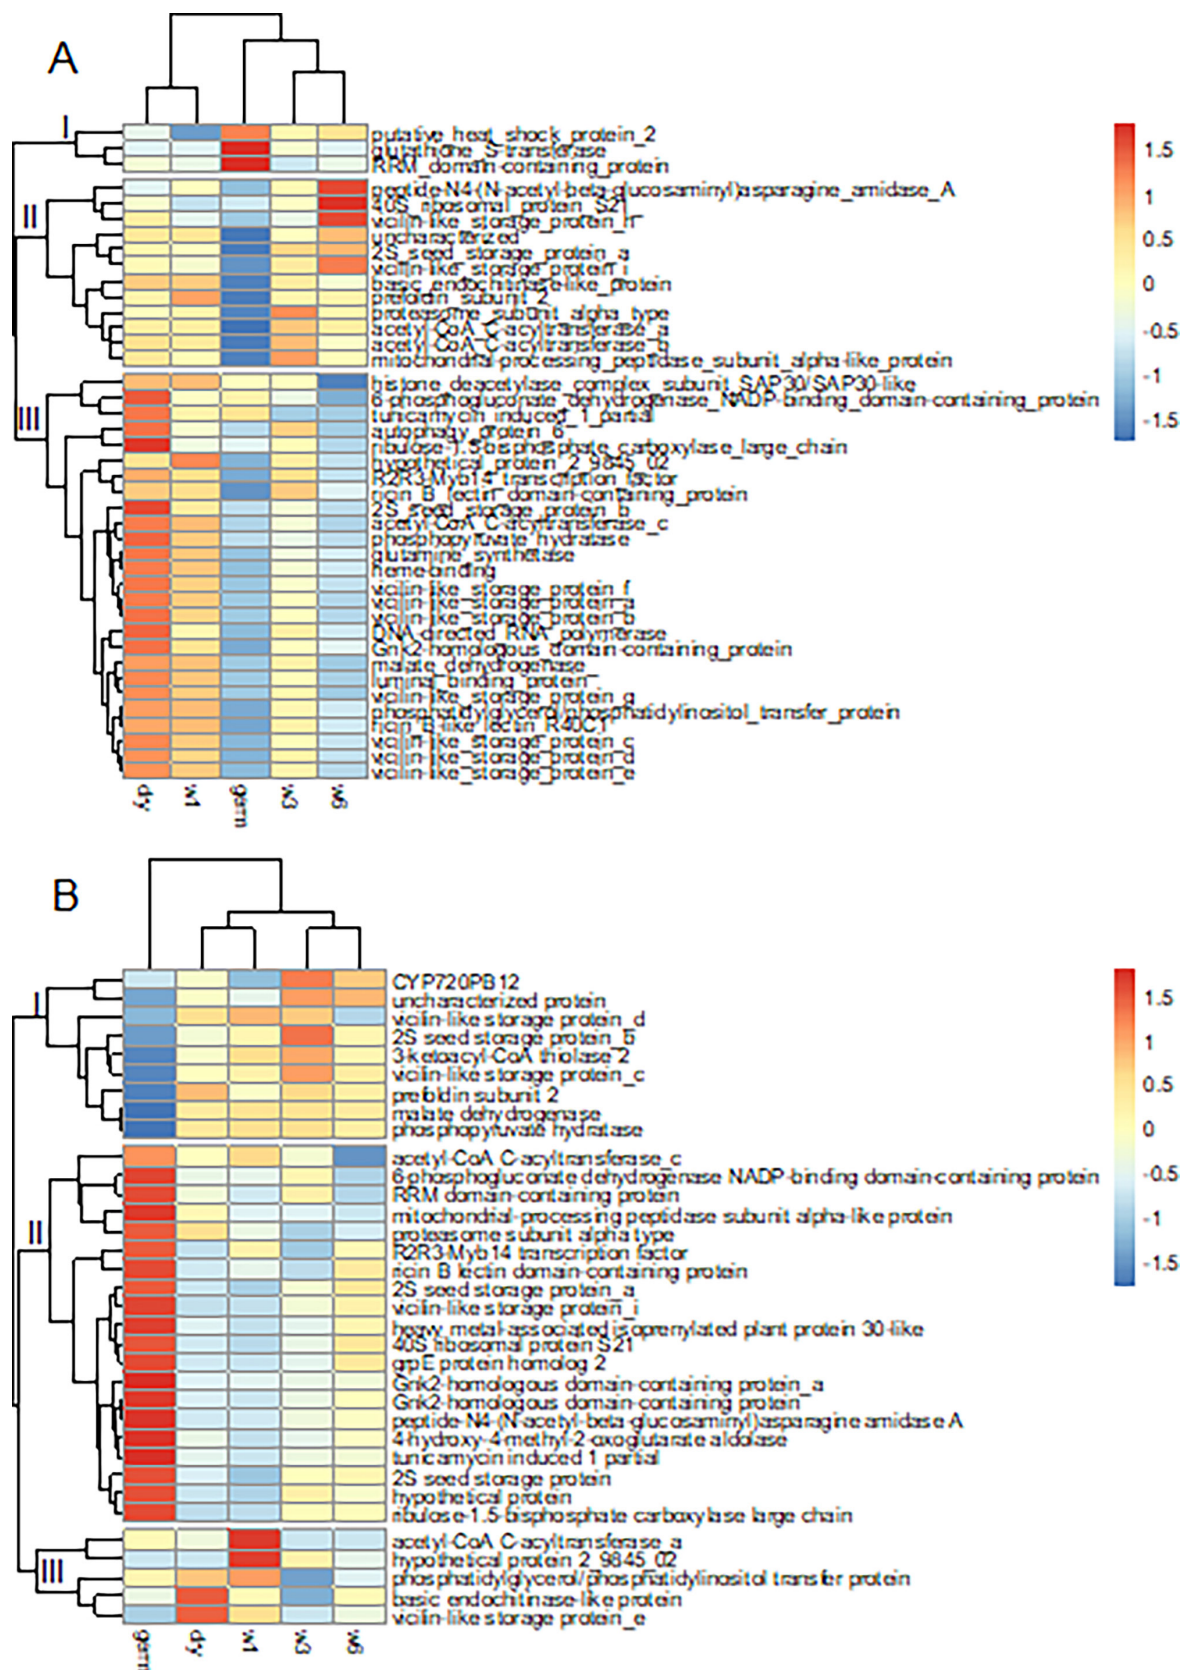 A
I
putative_heat_shock_protein_2
glutathione_S-transferase
RRM_domain-containing_protein
II
peptide-N4-(N-acetyl-beta-glucosaminyl)asparagine_amidase_A
40S_ribosomal_protein_S21
vicilin-like_storage_protein_h
uncharacterized
2S_seed_storage_protein_a
vicilin-like_storage_protein_i
basic_endochitinase-like_protein
prefoldin_subunit_2
proteasome_subunit_alpha_type
acetyl-CoA_C-acyltransferase_a
acetyl-CoA_C-acyltransferase_b
mitochondrial-processing_peptidase_subunit_alpha-like_protein
III
histone_deacetylase_complex_subunit_SAP30/SAP30-like
6-phosphogluconate_dehydrogenase_NADP-binding_domain-containing_protein
tunicamycin_induced_1_partial
autophagy_protein_6
ribulose-1.5-bisphosphate_carboxylase_large_chain
hypothetical_protein_2_9845_02
R2R3-Myb14_transcription_factor
ricin_B_lectin_domain-containing_protein
2S_seed_storage_protein_b
acetyl-CoA_C-acyltransferase_c
phosphopyruvate_hydratase
glutamine_synthetase
heme-binding
vicilin-like_storage_protein_f
vicilin-like_storage_protein_a
vicilin-like_storage_protein_b
DNA-directed_RNA_polymerase
Gnk2-homologous_domain-containing_protein
malate_dehydrogenase
luminal_binding_protein
vicilin-like_storage_protein_g
phosphatidylglycerol/phosphatidylinositol_transfer_protein
ricin_B-like_lectin_R40C1
vicilin-like_storage_protein_c
vicilin-like_storage_protein_d
vicilin-like_storage_protein_e
dry
w1
germ
w3
w6
1.5
1
0.5
0
-0.5
-1
-1.5
B
I
CYP720PB12
uncharacterized protein
vicilin-like storage protein_d
2S seed storage protein_b
3-ketoacyl-CoA thiolase 2
vicilin-like storage protein_c
prefoldin subunit 2
malate dehydrogenase
phosphopyruvate hydratase
II
acetyl-CoA C-acyltransferase_c
6-phosphogluconate dehydrogenase NADP-binding domain-containing protein
RRM domain-containing protein
mitochondrial-processing peptidase subunit alpha-like protein
proteasome subunit alpha type
R2R3-Myb14 transcription factor
ricin B lectin domain-containing protein
2S seed storage protein_a
vicilin-like storage protein_i
heavy metal-associated isoprenylated plant protein 30-like
40S ribosomal protein S21
grpE protein homolog 2
Gnk2-homologous domain-containing protein_a
Gnk2-homologous domain-containing protein
peptide-N4-(N-acetyl-beta-glucosaminyl)asparagine amidase A
4-hydroxy-4-methyl-2-oxoglutarate aldolase
tunicamycin induced 1 partial
2S seed storage protein
hypothetical protein
ribulose-1.5-bisphosphate carboxylase large chain
III
acetyl-CoA C-acyltransferase_a
hypothetical protein 2_9845_02
phosphatidylglycerol/phosphatidylinositol transfer protein
basic endochitinase-like protein
vicilin-like storage protein_e
germ
dry
w1
w3
w6
1.5
1
0.5
0
-0.5
-1
-1.5